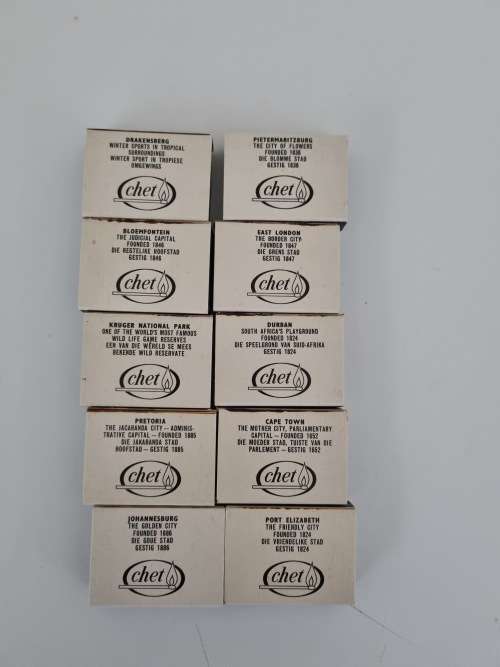 DRAKENSBERG
WINTER SPORTS IN TROPICAL
SURROUNDINGS
WINTER SPORT IN TROPIESE
OMGEWINGS
chet
PIETERMARITZBURG
THE CITY OF FLOWERS
FOUNDED 1838
DIE BLOMME STAD
GESTIG 1838
chet
BLOEMFONTEIN
THE JUDICIAL CAPITAL
FOUNDED 1846
DIE REGTELIKE HOOFSTAD
GESTIG 1846
chet
EAST LONDON
THE BORDER CITY
FOUNDED 1847
DIE GRENS STAD
GESTIG 1847
chet
KRUGER NATIONAL PARK
ONE OF THE WORLD'S MOST FAMOUS
WILD LIFE GAME RESERVES
EEN VAN DIE WÊRELD SE MEES
BEKENDE WILD RESERVATE
chet
DURBAN
SOUTH AFRICA'S PLAYGROUND
FOUNDED 1824
DIE SPEELGROND VAN SUID-AFRIKA
GESTIG 1824
chet
PRETORIA
THE JACARANDA CITY — ADMINIS-
TRATIVE CAPITAL — FOUNDED 1885
DIE JAKARANDA STAD
HOOFSTAD — GESTIG 1885
chet
CAPE TOWN
THE MOTHER CITY, PARLIAMENTARY
CAPITAL — FOUNDED 1652
DIE MOEDER STAD, TUISTE VAN DIE
PARLEMENT — GESTIG 1652
chet
JOHANNESBURG
THE GOLDEN CITY
FOUNDED 1886
DIE GOUE STAD
GESTIG 1886
chet
PORT ELIZABETH
THE FRIENDLY CITY
FOUNDED 1824
DIE VRIENDELIKE STAD
GESTIG 1824
chet